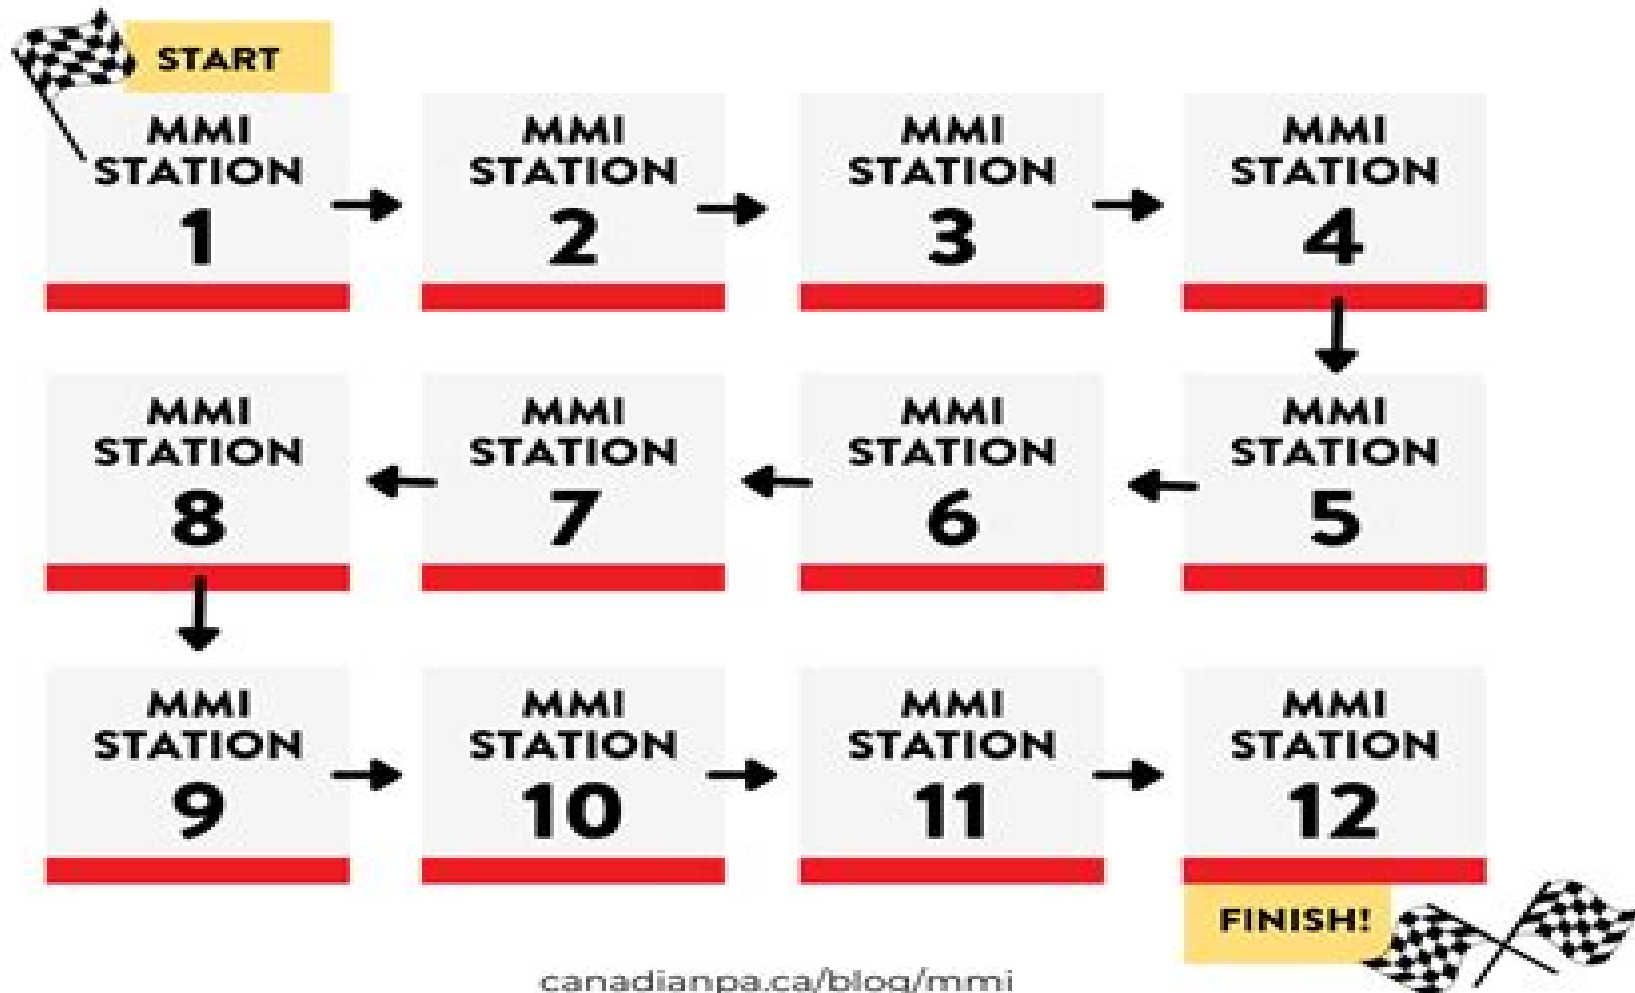 START
MMI
STATION
1
MMI
STATION
2
MMI
STATION
3
MMI
STATION
4
MMI
STATION
5
MMI
STATION
6
MMI
STATION
7
MMI
STATION
8
MMI
STATION
9
MMI
STATION
10
MMI
STATION
11
MMI
STATION
12
FINISH!
canadianpa.ca/blog/mmi